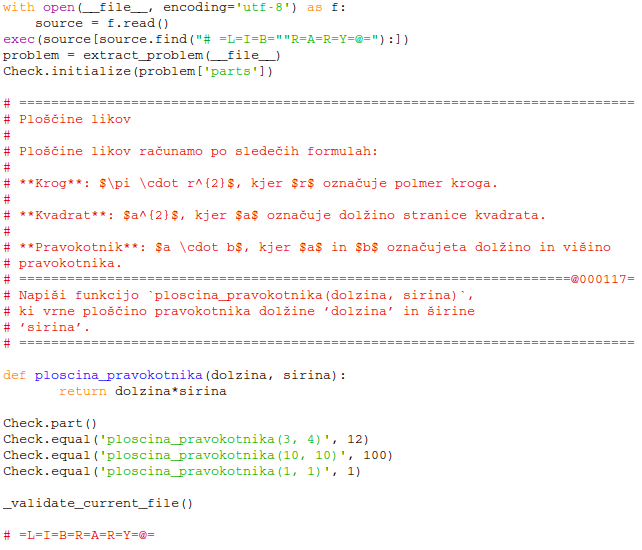 with open(__file__, encoding='utf-8') as f:
    source = f.read()
exec(source[source.find("# =L=I=B=""R=A=R=Y=@="):])
problem = extract_problem(__file__)
Check.initialize(problem['parts'])

# =============================================================================
# Ploščine likov
#
# Ploščine likov računamo po sledečih formulah:
#
# **Krog**: $\pi \cdot r^{2}$, kjer $r$ označuje polmer kroga.
#
# **Kvadrat**: $a^{2}$, kjer $a$ označuje dolžino stranice kvadrata.
#
# **Pravokotnik**: $a \cdot b$, kjer $a$ in $b$ označujeta dolžino in višino
# pravokotnika.
# =====================================================================@000117=
# Napiši funkcijo `ploscina_pravokotnika(dolzina, sirina)`,
# ki vrne ploščino pravokotnika dolžine ‘dolzina’ in širine
# ‘sirina’.
# =============================================================================

def ploscina_pravokotnika(dolzina, sirina):
       return dolzina*sirina

Check.part()
Check.equal('ploscina_pravokotnika(3, 4)', 12)
Check.equal('ploscina_pravokotnika(10, 10)', 100)
Check.equal('ploscina_pravokotnika(1, 1)', 1)

_validate_current_file()

# =L=I=B=R=A=R=Y=@=